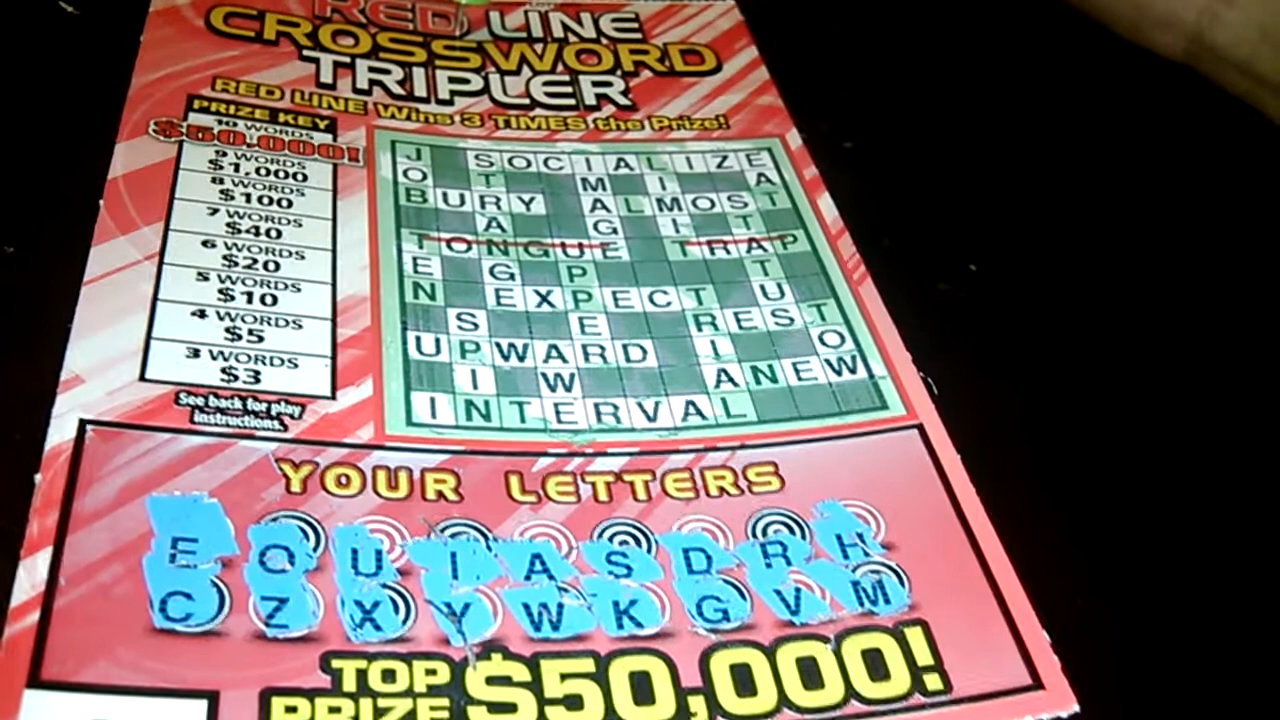 RED LINE
CROSSWORD
TRIPLER
RED LINE Wins 3 TIMES the Prize!
PRIZE KEY
10 WORDS
$50,000!
9 WORDS
$1,000
8 WORDS
$100
7 WORDS
$40
6 WORDS
$20
5 WORDS
$10
4 WORDS
$5
3 WORDS
$3
See back for play
instructions.
J SOCIALIZE
O T M I A
BURY ALMOST
A G I T
TONGUE TRAP
E G P T
N EXPECT U
S E REST
UPWARD I O
I W ANEW
INTERVAL
YOUR LETTERS
E O U I A S D R H
C Z X Y W K G V M
TOP
PRIZE $50,000!